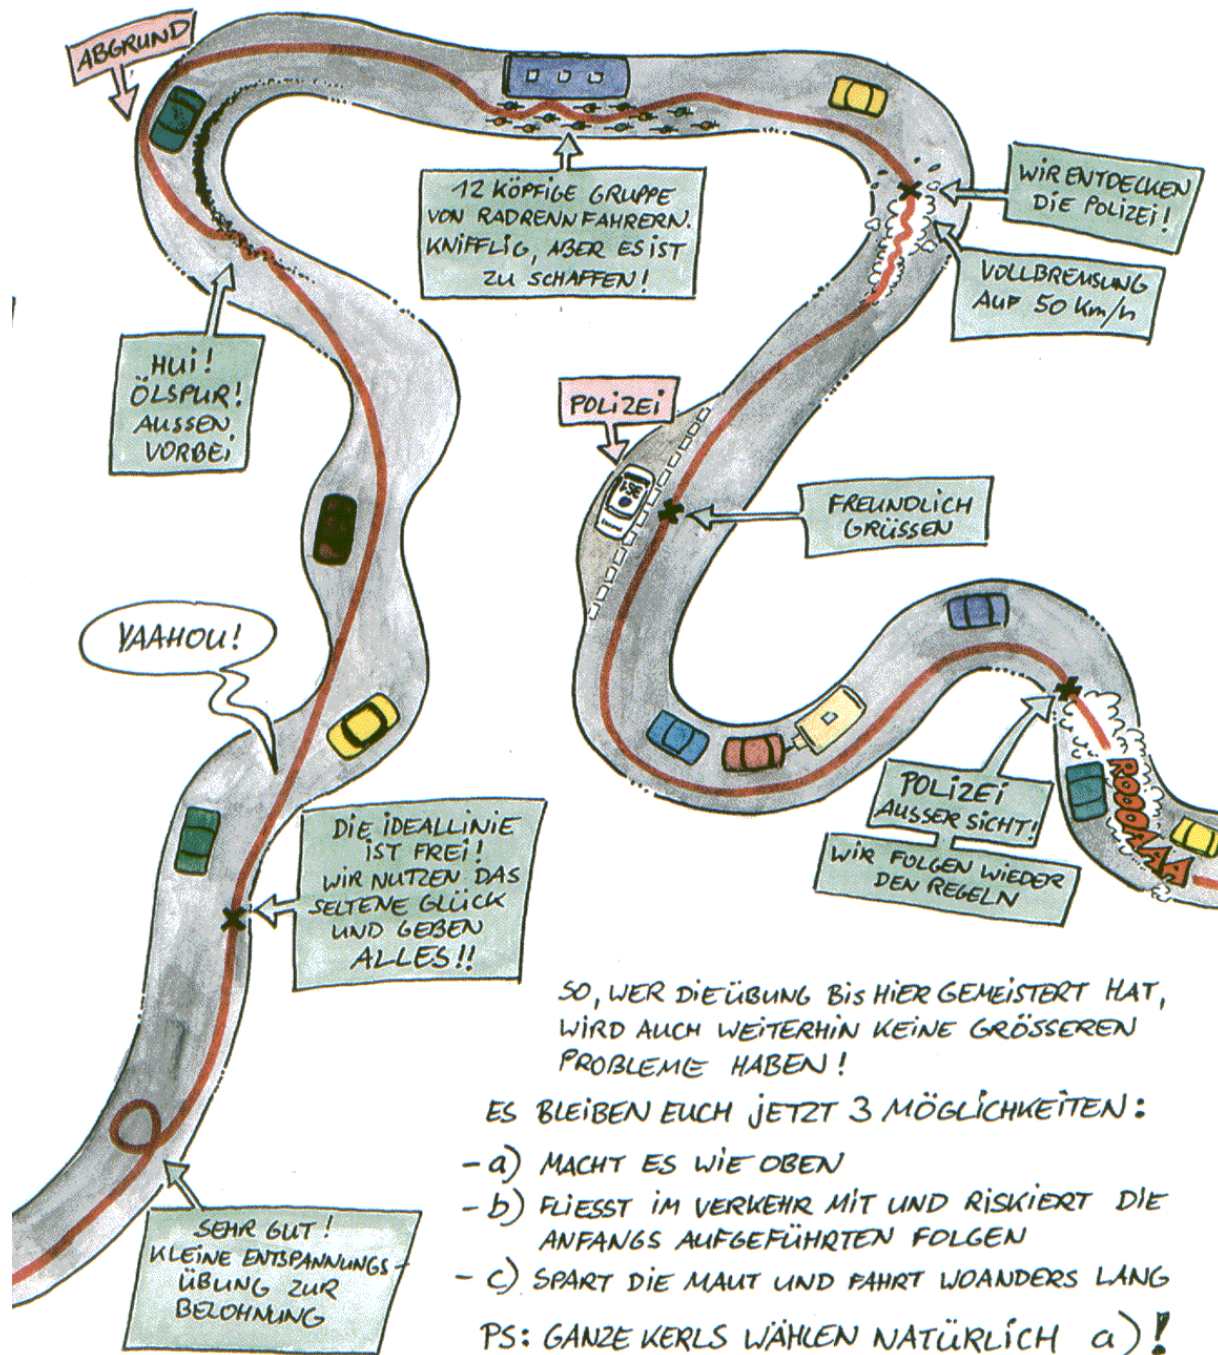 ABGRUND
12 KÖPFIGE GRUPPE
VON RADRENNFAHRERN.
KNIFFLIG, ABER ES IST
ZU SCHAFFEN!
WIR ENTDECKEN
DIE POLIZEI!
VOLLBREMSUNG
AUF 50 Km/h
HUI!
ÖLSPUR!
AUSSEN
VORBEI
POLIZEI
FREUNDLICH
GRÜSSEN
YAAHOU!
POLIZEI
AUSSER SICHT!
WIR FOLGEN WIEDER
DEN REGELN
ROOOAAA
DIE IDEALLINIE
IST FREI!
WIR NUTZEN DAS
SELTENE GLÜCK
UND GEBEN
ALLES!!
SEHR GUT!
KLEINE ENTSPANNUNGS-
ÜBUNG ZUR
BELOHNUNG
SO, WER DIE ÜBUNG BIS HIER GEMEISTERT HAT,
WIRD AUCH WEITERHIN KEINE GRÖSSEREN
PROBLEME HABEN!
ES BLEIBEN EUCH JETZT 3 MÖGLICHKEITEN:
- a) MACHT ES WIE OBEN
- b) FLIESST IM VERKEHR MIT UND RISKIERT DIE
ANFANGS AUFGEFÜHRTEN FOLGEN
- c) SPART DIE MAUT UND FAHRT WOANDERS LANG
PS: GANZE KERLS WÄHLEN NATÜRLICH a)!